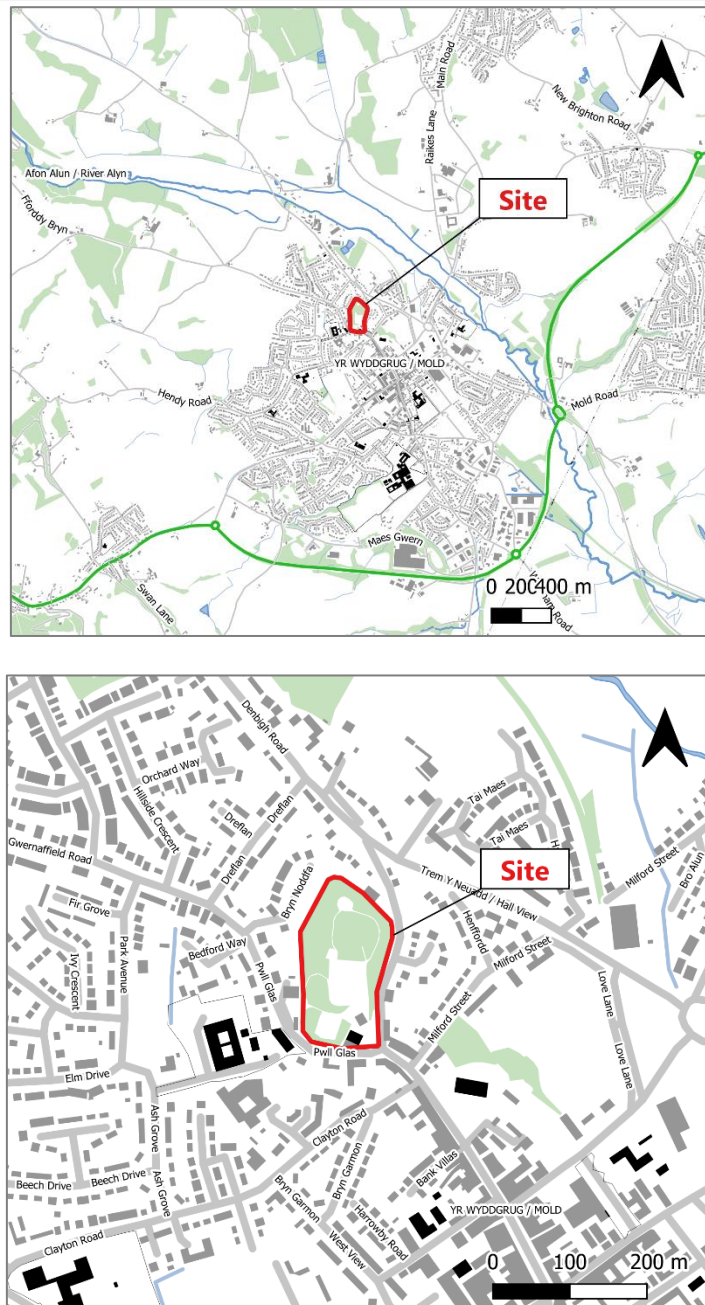 Main Road
Raikes Lane
New Brighton Road
Afon Alun / River Alyn
Ffordd Bryn
Site
YR WYDDGRUG / MOLD
Hendy Road
Mold Road
Maes Gwern
Swan Lane
0 200400 m
Road
Denbigh Road
Orchard Way
Hillside Crescent
Dreflan
Dreflan
Dreflan
Gwernaffield Road
Tai Maes
Tai Maes
Milford Street
Bro Alun
Site
Trem Y Neuadd / Hall View
Fir Grove
Bryn Noddfa
Bedford Way
Park Avenue
Ivy Crescent
Pwll Glas
Henffordd
Milford Street
Love Lane
Love Lane
Pwll Glas
Milford Street
Elm Drive
Ash Grove
Ash Grove
Clayton Road
Beech Drive
Beech Drive
Bryn Garmon
Bryn Garmon
Bank Villas
Harrowby Road
West View
YR WYDDGRUG / MOLD
Clayton Road
0 100 200 m